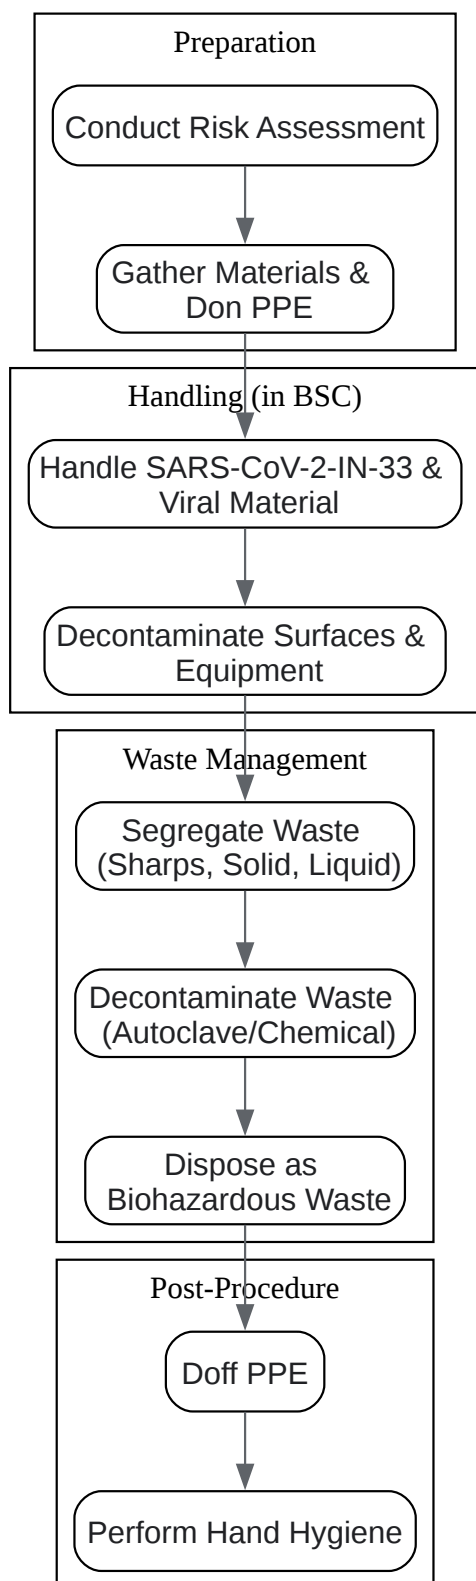 Preparation
Conduct Risk Assessment
Gather Materials &
Don PPE
Handling (in BSC)
Handle SARS-CoV-2-IN-33 &
Viral Material
Decontaminate Surfaces &
Equipment
Waste Management
Segregate Waste
(Sharps, Solid, Liquid)
Decontaminate Waste
(Autoclave/Chemical)
Dispose as
Biohazardous Waste
Post-Procedure
Doff PPE
Perform Hand Hygiene